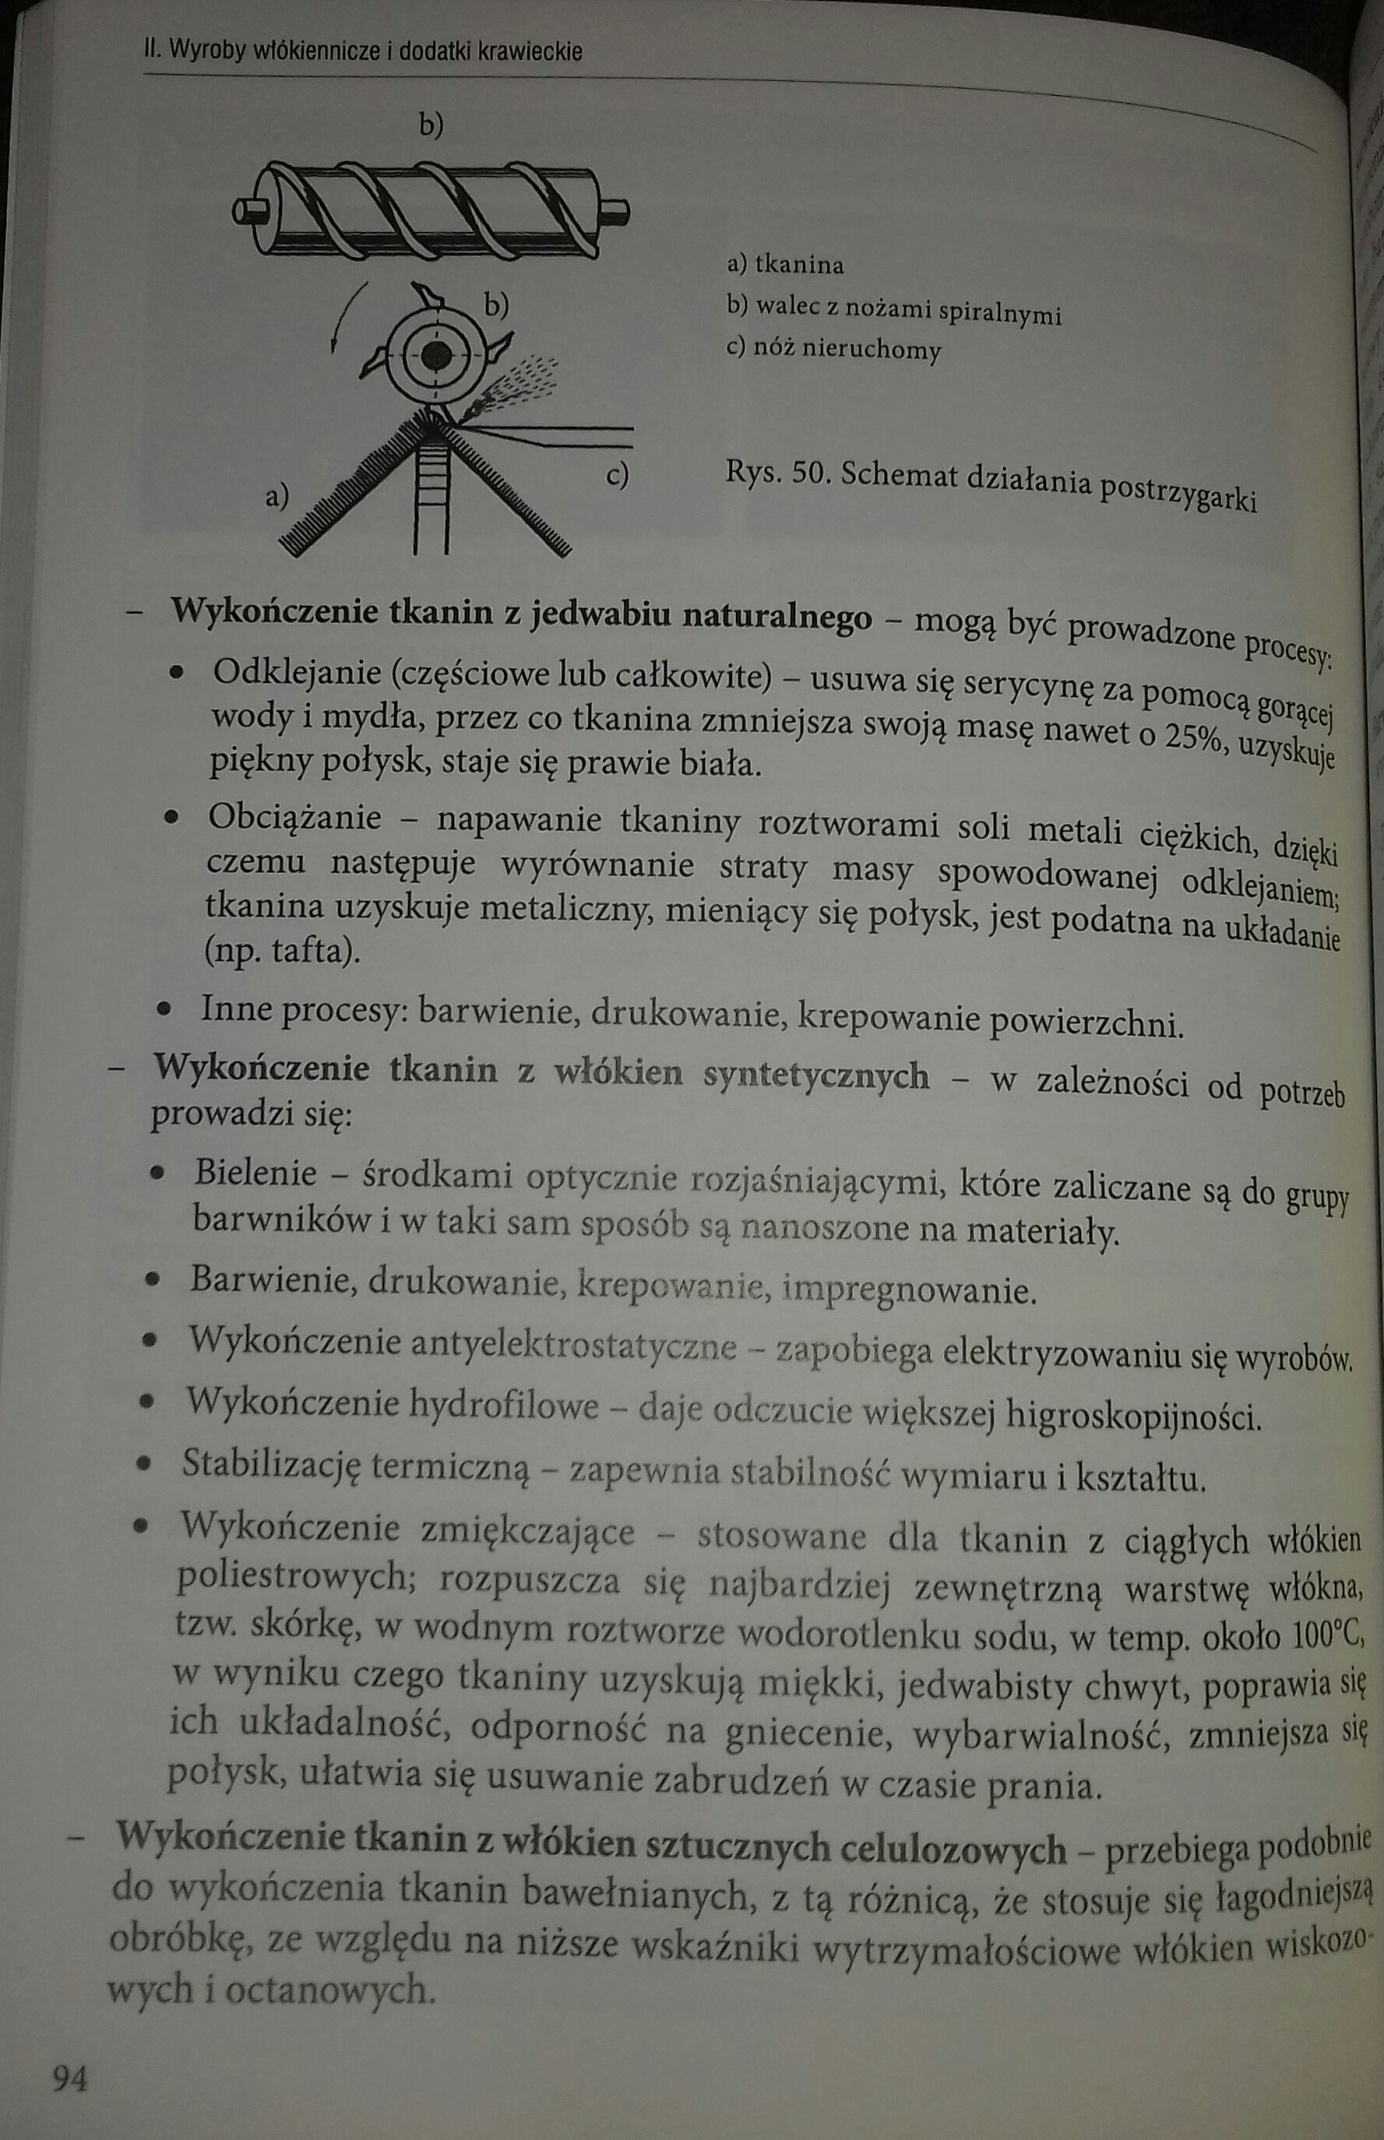 II. Wyroby włókiennicze i dodatki krawieckie
b)
b)
a)
c)
a) tkanina
b) walec z nożami spiralnymi
c) nóż nieruchomy
Rys. 50. Schemat działania postrzygarki
– Wykończenie tkanin z jedwabiu naturalnego – mogą być prowadzone procesy:
• Odklejanie (częściowe lub całkowite) – usuwa się serycynę za pomocą gorącej
wody i mydła, przez co tkanina zmniejsza swoją masę nawet o 25%, uzyskuje
piękny połysk, staje się prawie biała.
• Obciążanie – napawanie tkaniny roztworami soli metali ciężkich, dzięki
czemu następuje wyrównanie straty masy spowodowanej odklejaniem;
tkanina uzyskuje metaliczny, mieniący się połysk, jest podatna na układanie
(np. tafta).
• Inne procesy: barwienie, drukowanie, krepowanie powierzchni.
– Wykończenie tkanin z włókien syntetycznych – w zależności od potrzeb
prowadzi się:
• Bielenie – środkami optycznie rozjaśniającymi, które zaliczane są do grupy
barwników i w taki sam sposób są nanoszone na materiały.
• Barwienie, drukowanie, krepowanie, impregnowanie.
• Wykończenie antyelektrostatyczne – zapobiega elektryzowaniu się wyrobów.
• Wykończenie hydrofilowe – daje odczucie większej higroskopijności.
• Stabilizację termiczną – zapewnia stabilność wymiaru i kształtu.
• Wykończenie zmiękczające – stosowane dla tkanin z ciągłych włókien
poliestrowych; rozpuszcza się najbardziej zewnętrzną warstwę włókna,
tzw. skórkę, w wodnym roztworze wodorotlenku sodu, w temp. około 100°C,
w wyniku czego tkaniny uzyskują miękki, jedwabisty chwyt, poprawia się
ich układalność, odporność na gniecenie, wybarwialność, zmniejsza się
połysk, ułatwia się usuwanie zabrudzeń w czasie prania.
– Wykończenie tkanin z włókien sztucznych celulozowych – przebiega podobnie
do wykończenia tkanin bawełnianych, z tą różnicą, że stosuje się łagodniejszą
obróbkę, ze względu na niższe wskaźniki wytrzymałościowe włókien wiskozo-
wych i octanowych.
94